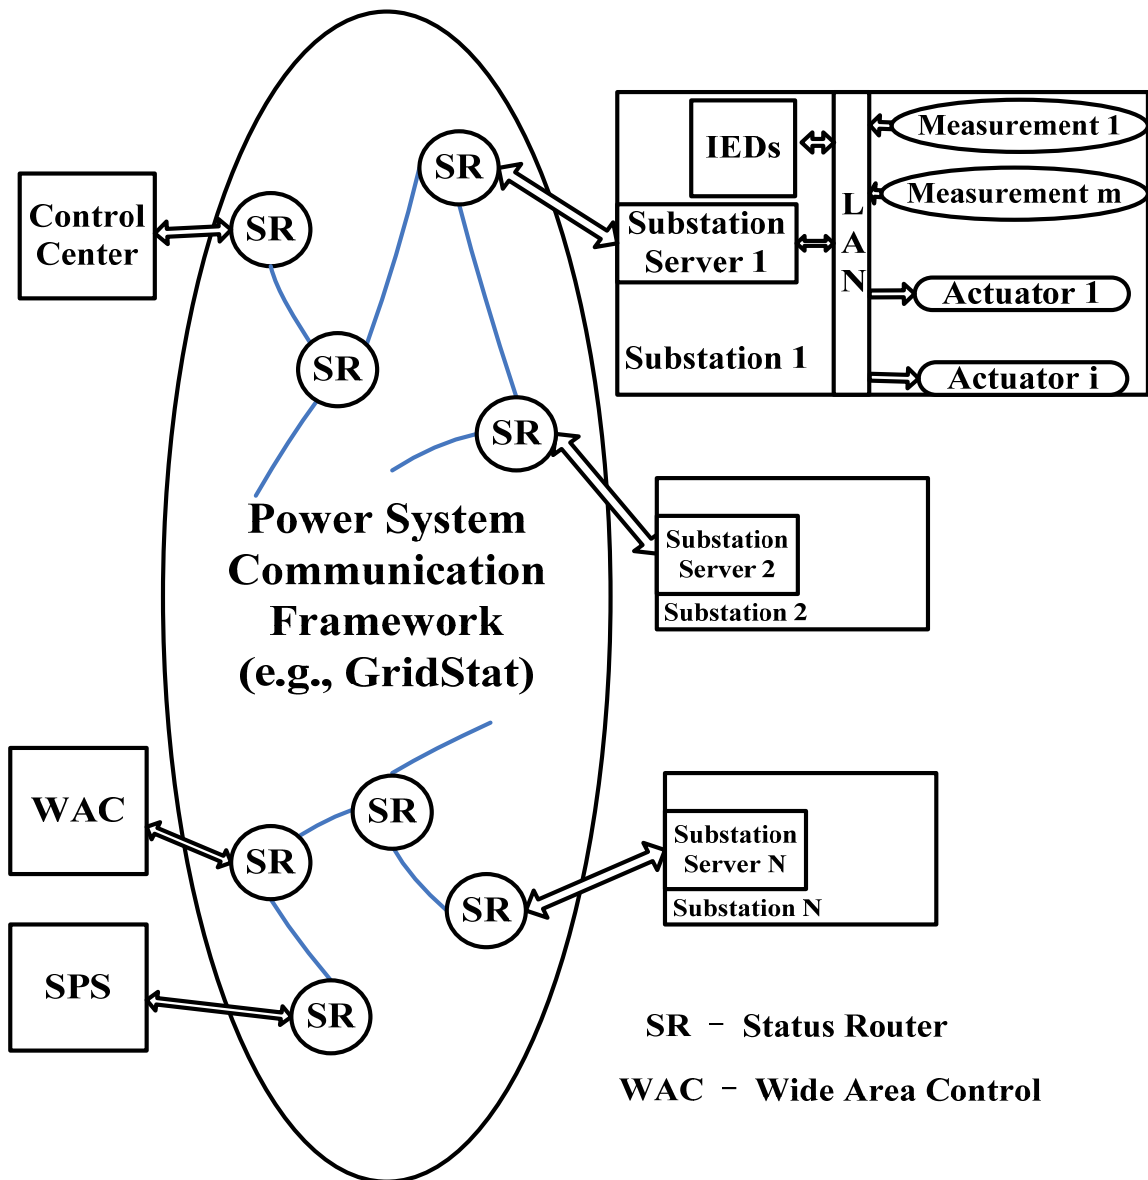 Control
Center
SR
SR
SR
SR
IEDs
Substation
Server 1
Substation 1
L
A
N
Measurement 1
Measurement m
Actuator 1
Actuator i
Power System
Communication
Framework
(e.g., GridStat)
Substation
Server 2
Substation 2
WAC
SPS
SR
SR
SR
SR
Substation
Server N
Substation N
SR – Status Router
WAC – Wide Area Control